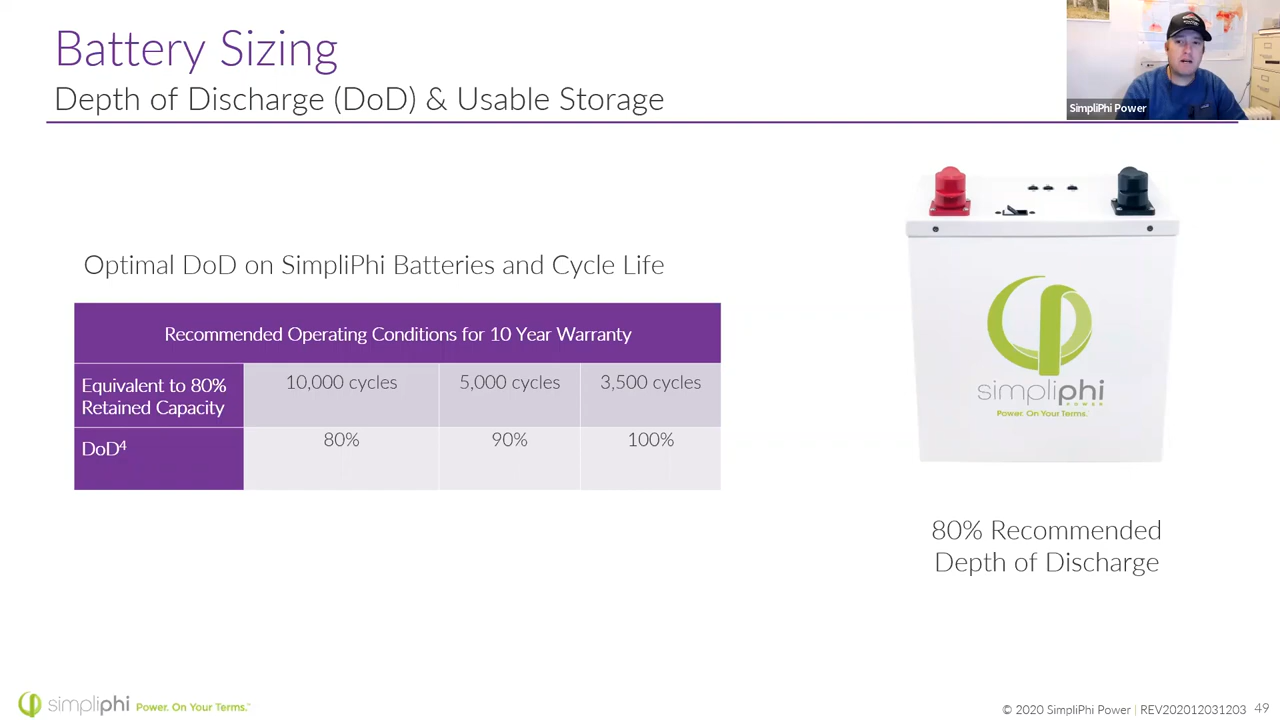 Battery Sizing
Depth of Discharge (DoD) & Usable Storage
SimpliPhi Power
Optimal DoD on SimpliPhi Batteries and Cycle Life
Recommended Operating Conditions for 10 Year Warranty
Equivalent to 80%
Retained Capacity
10,000 cycles
5,000 cycles
3,500 cycles
DoD4
80%
90%
100%
simpliphi
POWER
Power. On Your Terms.
80% Recommended
Depth of Discharge
simpliphi Power. On Your Terms.™
© 2020 SimpliPhi Power | REV202012031203 49